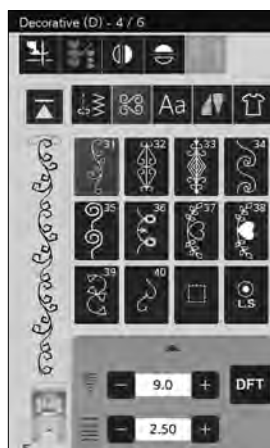 Decorative (D) - 4 / 6
Aa
31 32 33 34
35 36 37 38
39 40 L.S
− 9.0 + DFT
− 2.50 +